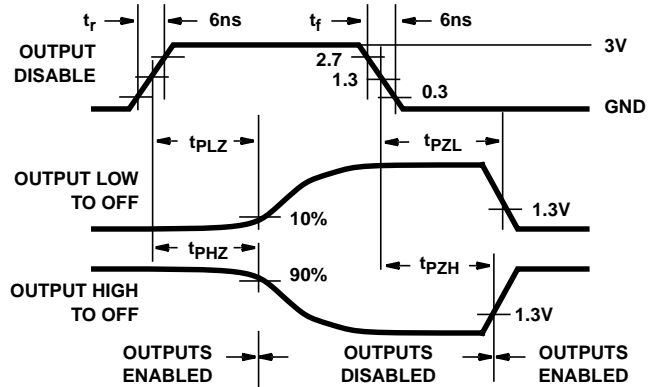 tr 6ns tf 6ns
OUTPUT
DISABLE
3V
2.7
1.3
0.3
GND
tPLZ tPZL
OUTPUT LOW
TO OFF
10%
1.3V
tPHZ tPZH
OUTPUT HIGH
TO OFF
90%
1.3V
OUTPUTS
ENABLED
OUTPUTS
DISABLED
OUTPUTS
ENABLED